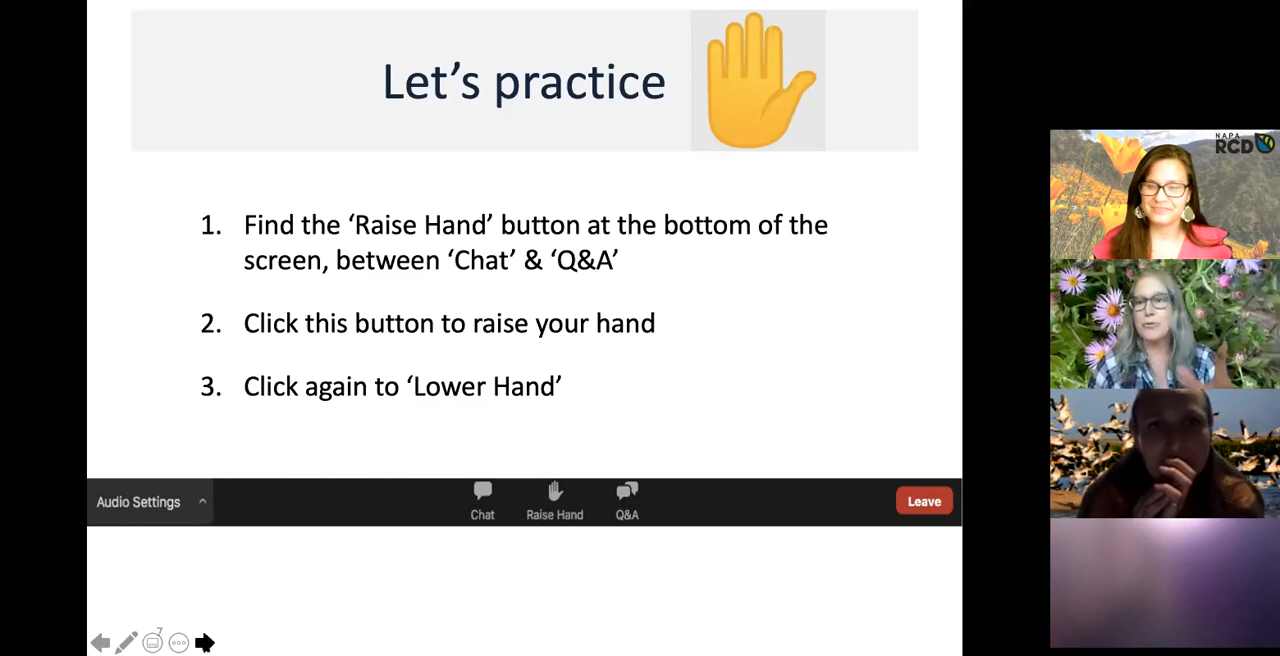 Let’s practice
NAPA
RCD
1. Find the ‘Raise Hand’ button at the bottom of the
screen, between ‘Chat’ & ‘Q&A’
2. Click this button to raise your hand
3. Click again to ‘Lower Hand’
Audio Settings
Chat
Raise Hand
Q&A
Leave
7